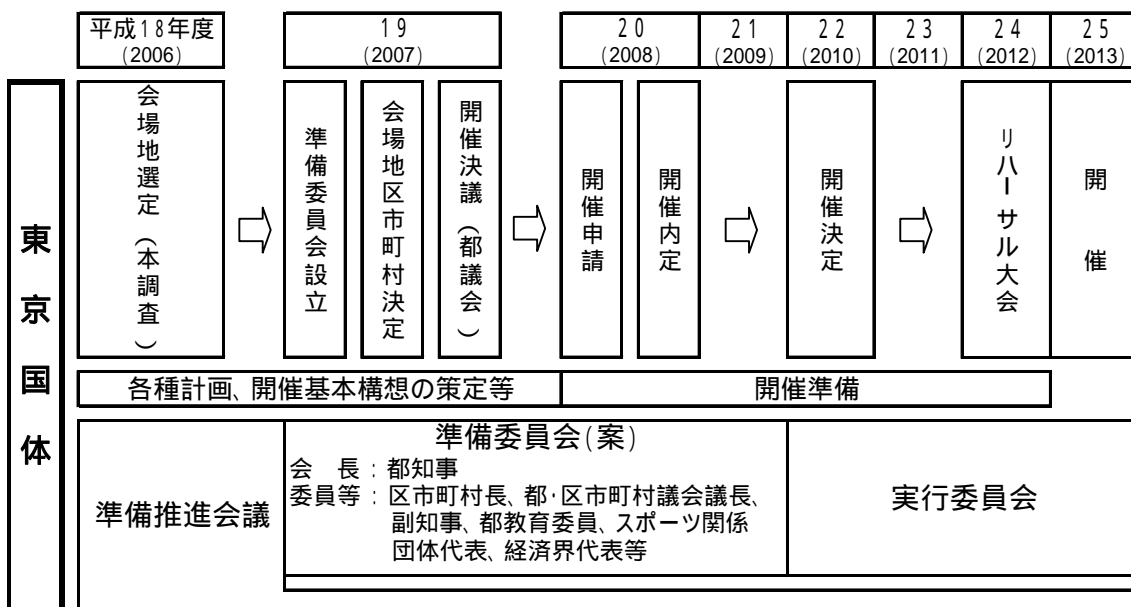 平成18年度
(2006)
19
(2007)
20
(2008)
21
(2009)
22
(2010)
23
(2011)
24
(2012)
25
(2013)
東京国体
会場地選定(本調査)
準備委員会設立
会場地区市町村決定
開催決議(都議会)
開催申請
開催内定
開催決定
リハーサル大会
開催
各種計画、開催基本構想の策定等
開催準備
準備推進会議
準備委員会(案)
会 長:都知事
委員等:区市町村長、都・区市町村議会議長、
副知事、都教育委員、スポーツ関係
団体代表、経済界代表等
実行委員会